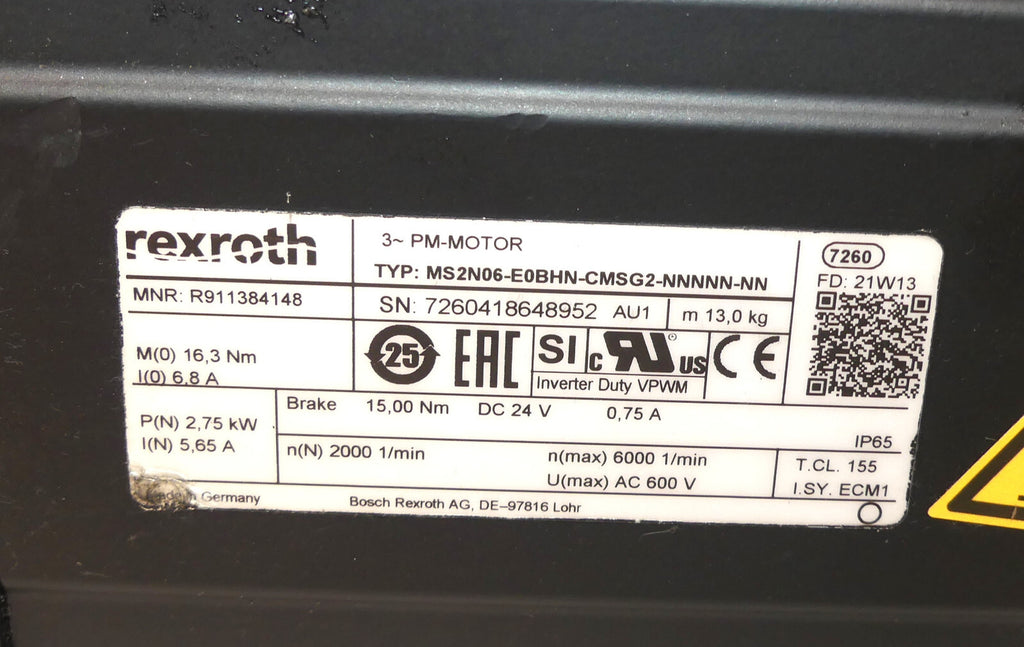 rexroth
3~ PM-MOTOR
TYP: MS2N06-E0BHN-CMSG2-NNNNN-NN
7260
FD: 21W13
MNR: R911384148
SN: 7260418648952 AU1
m 13,0 kg
M(0) 16,3 Nm
I(0) 6,8 A
25
EAC
SI
c RU US
CE
Inverter Duty VPWM
P(N) 2,75 kW
I(N) 5,65 A
Brake 15,00 Nm DC 24 V 0,75 A
IP65
n(N) 2000 1/min
n(max) 6000 1/min
U(max) AC 600 V
T.CL. 155
I.SY. ECM1
Germany
Bosch Rexroth AG, DE-97816 Lohr